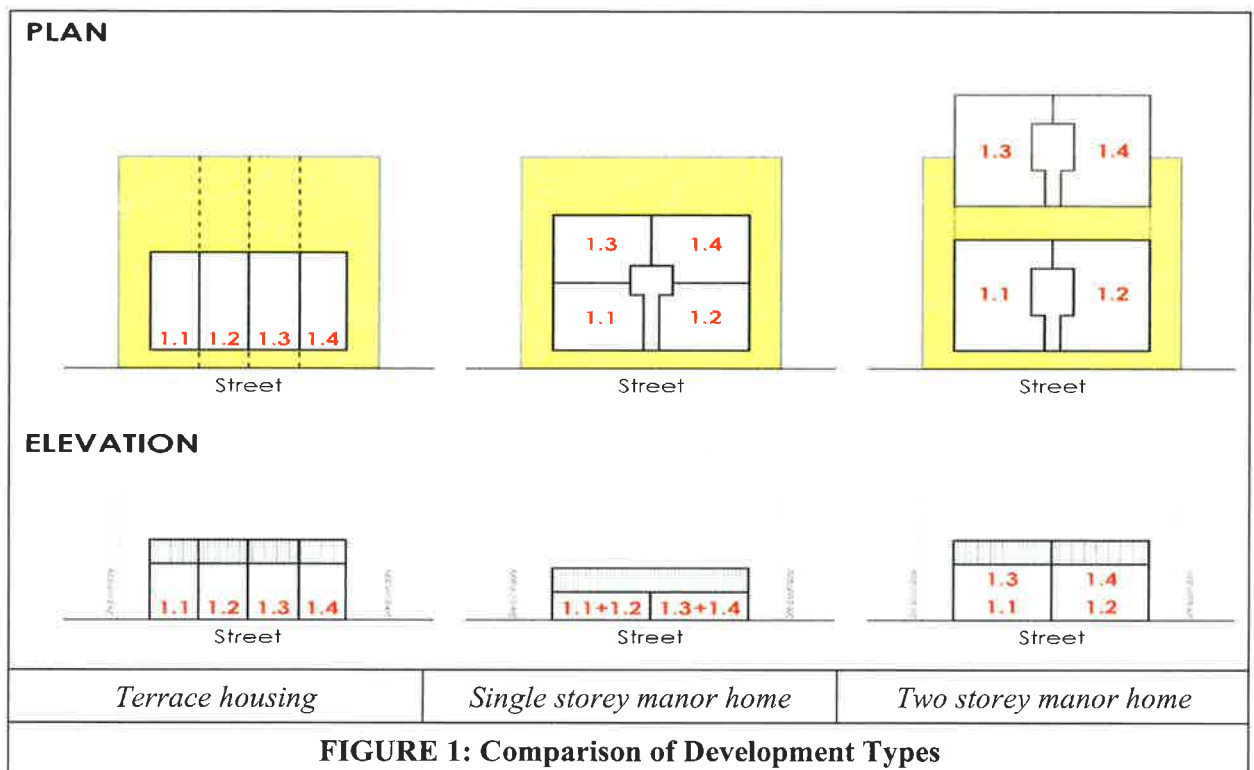 PLAN
1.3 1.4
1.3 1.4
1.1 1.2
1.1 1.2
1.1 1.2 1.3 1.4
Street Street Street
ELEVATION
1.3 1.4
1.1 1.2 1.3 1.4 1.1+1.2 1.3+1.4 1.1 1.2
Street Street Street
Terrace housing Single storey manor home Two storey manor home
FIGURE 1: Comparison of Development Types